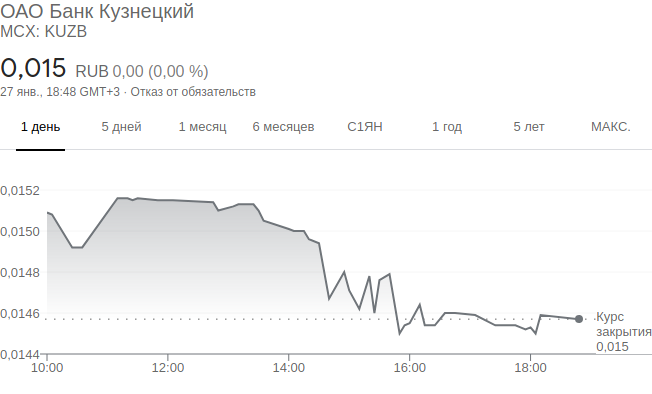 ОАО Банк Кузнецкий
MCX: KUZB
0,015 RUB 0,00 (0,00 %)
27 янв., 18:48 GMT+3 · Отказ от обязательств
1 день 5 дней 1 месяц 6 месяцев С1ЯН 1 год 5 лет МАКС.
0,0152
0,0150
0,0148
0,0146
0,0144
Курс
закрытия
0,015
10:00 12:00 14:00 16:00 18:00